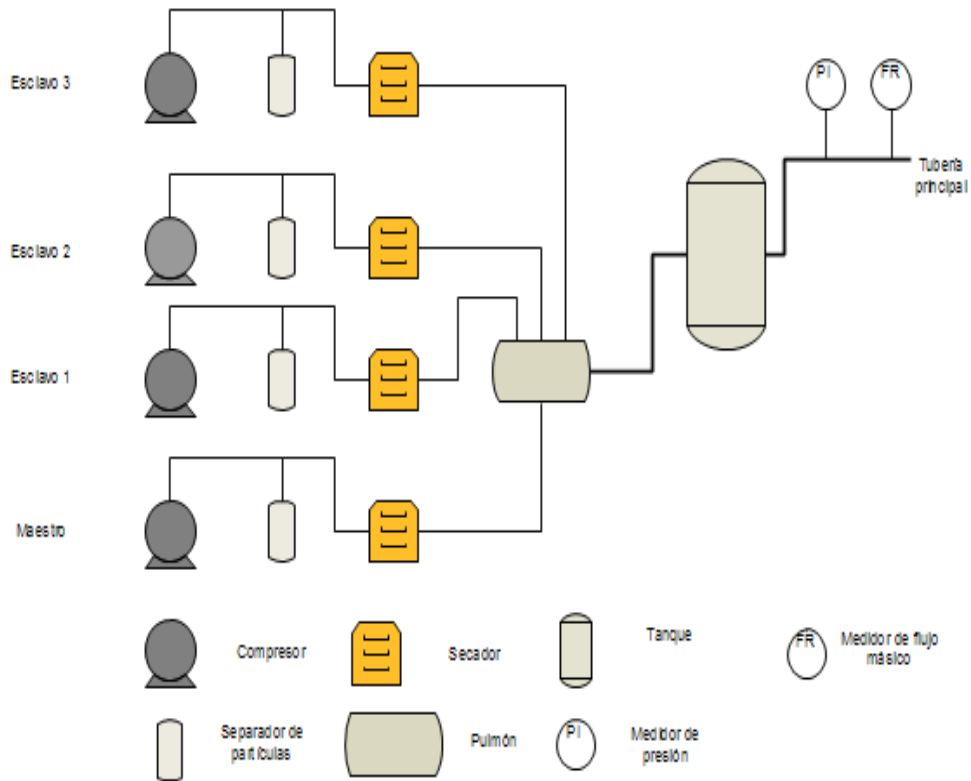 Esclavo 3
PI
FR
Tubería
principal
Esclavo 2
Esclavo 1
Maestro
Compresor
Secador
Tanque
FR
Medidor de flujo
másico
Separador de
partículas
Pulmón
PI
Medidor de
presión